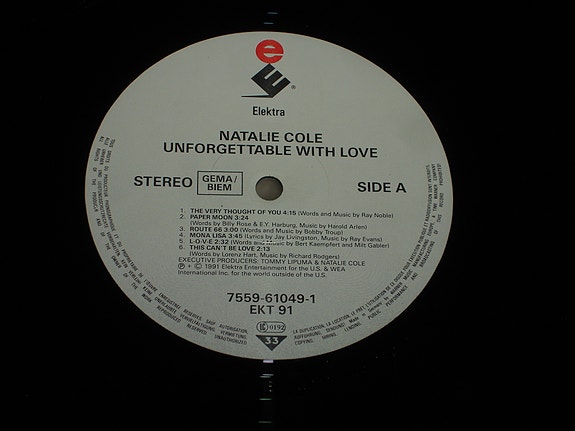 e
E®
Elektra
NATALIE COLE
UNFORGETTABLE WITH LOVE
STEREO GEMA/ BIEM SIDE A
1. THE VERY THOUGHT OF YOU 4:15 (Words and Music by Ray Noble)
2. PAPER MOON 3:24
(Words by Billy Rose & E.Y. Harburg, Music by Harold Arlen)
3. ROUTE 66 3:00 (Words and Music by Bobby Troup)
4. MONA LISA 3:45 (Lyrics by Jay Livingston, Music by Ray Evans)
5. L-O-V-E 2:32 (Words and Music by Bert Kaempfert and Milt Gabler)
6. THIS CAN'T BE LOVE 2:13
(Words by Lorenz Hart, Music by Richard Rodgers)
EXECUTIVE PRODUCERS: TOMMY LIPUMA & NATALIE COLE
℗ + © 1991 Elektra Entertainment for the U.S. & WEA
International Inc. for the world outside of the U.S.
7559-61049-1
EKT 91
LC 0192
33